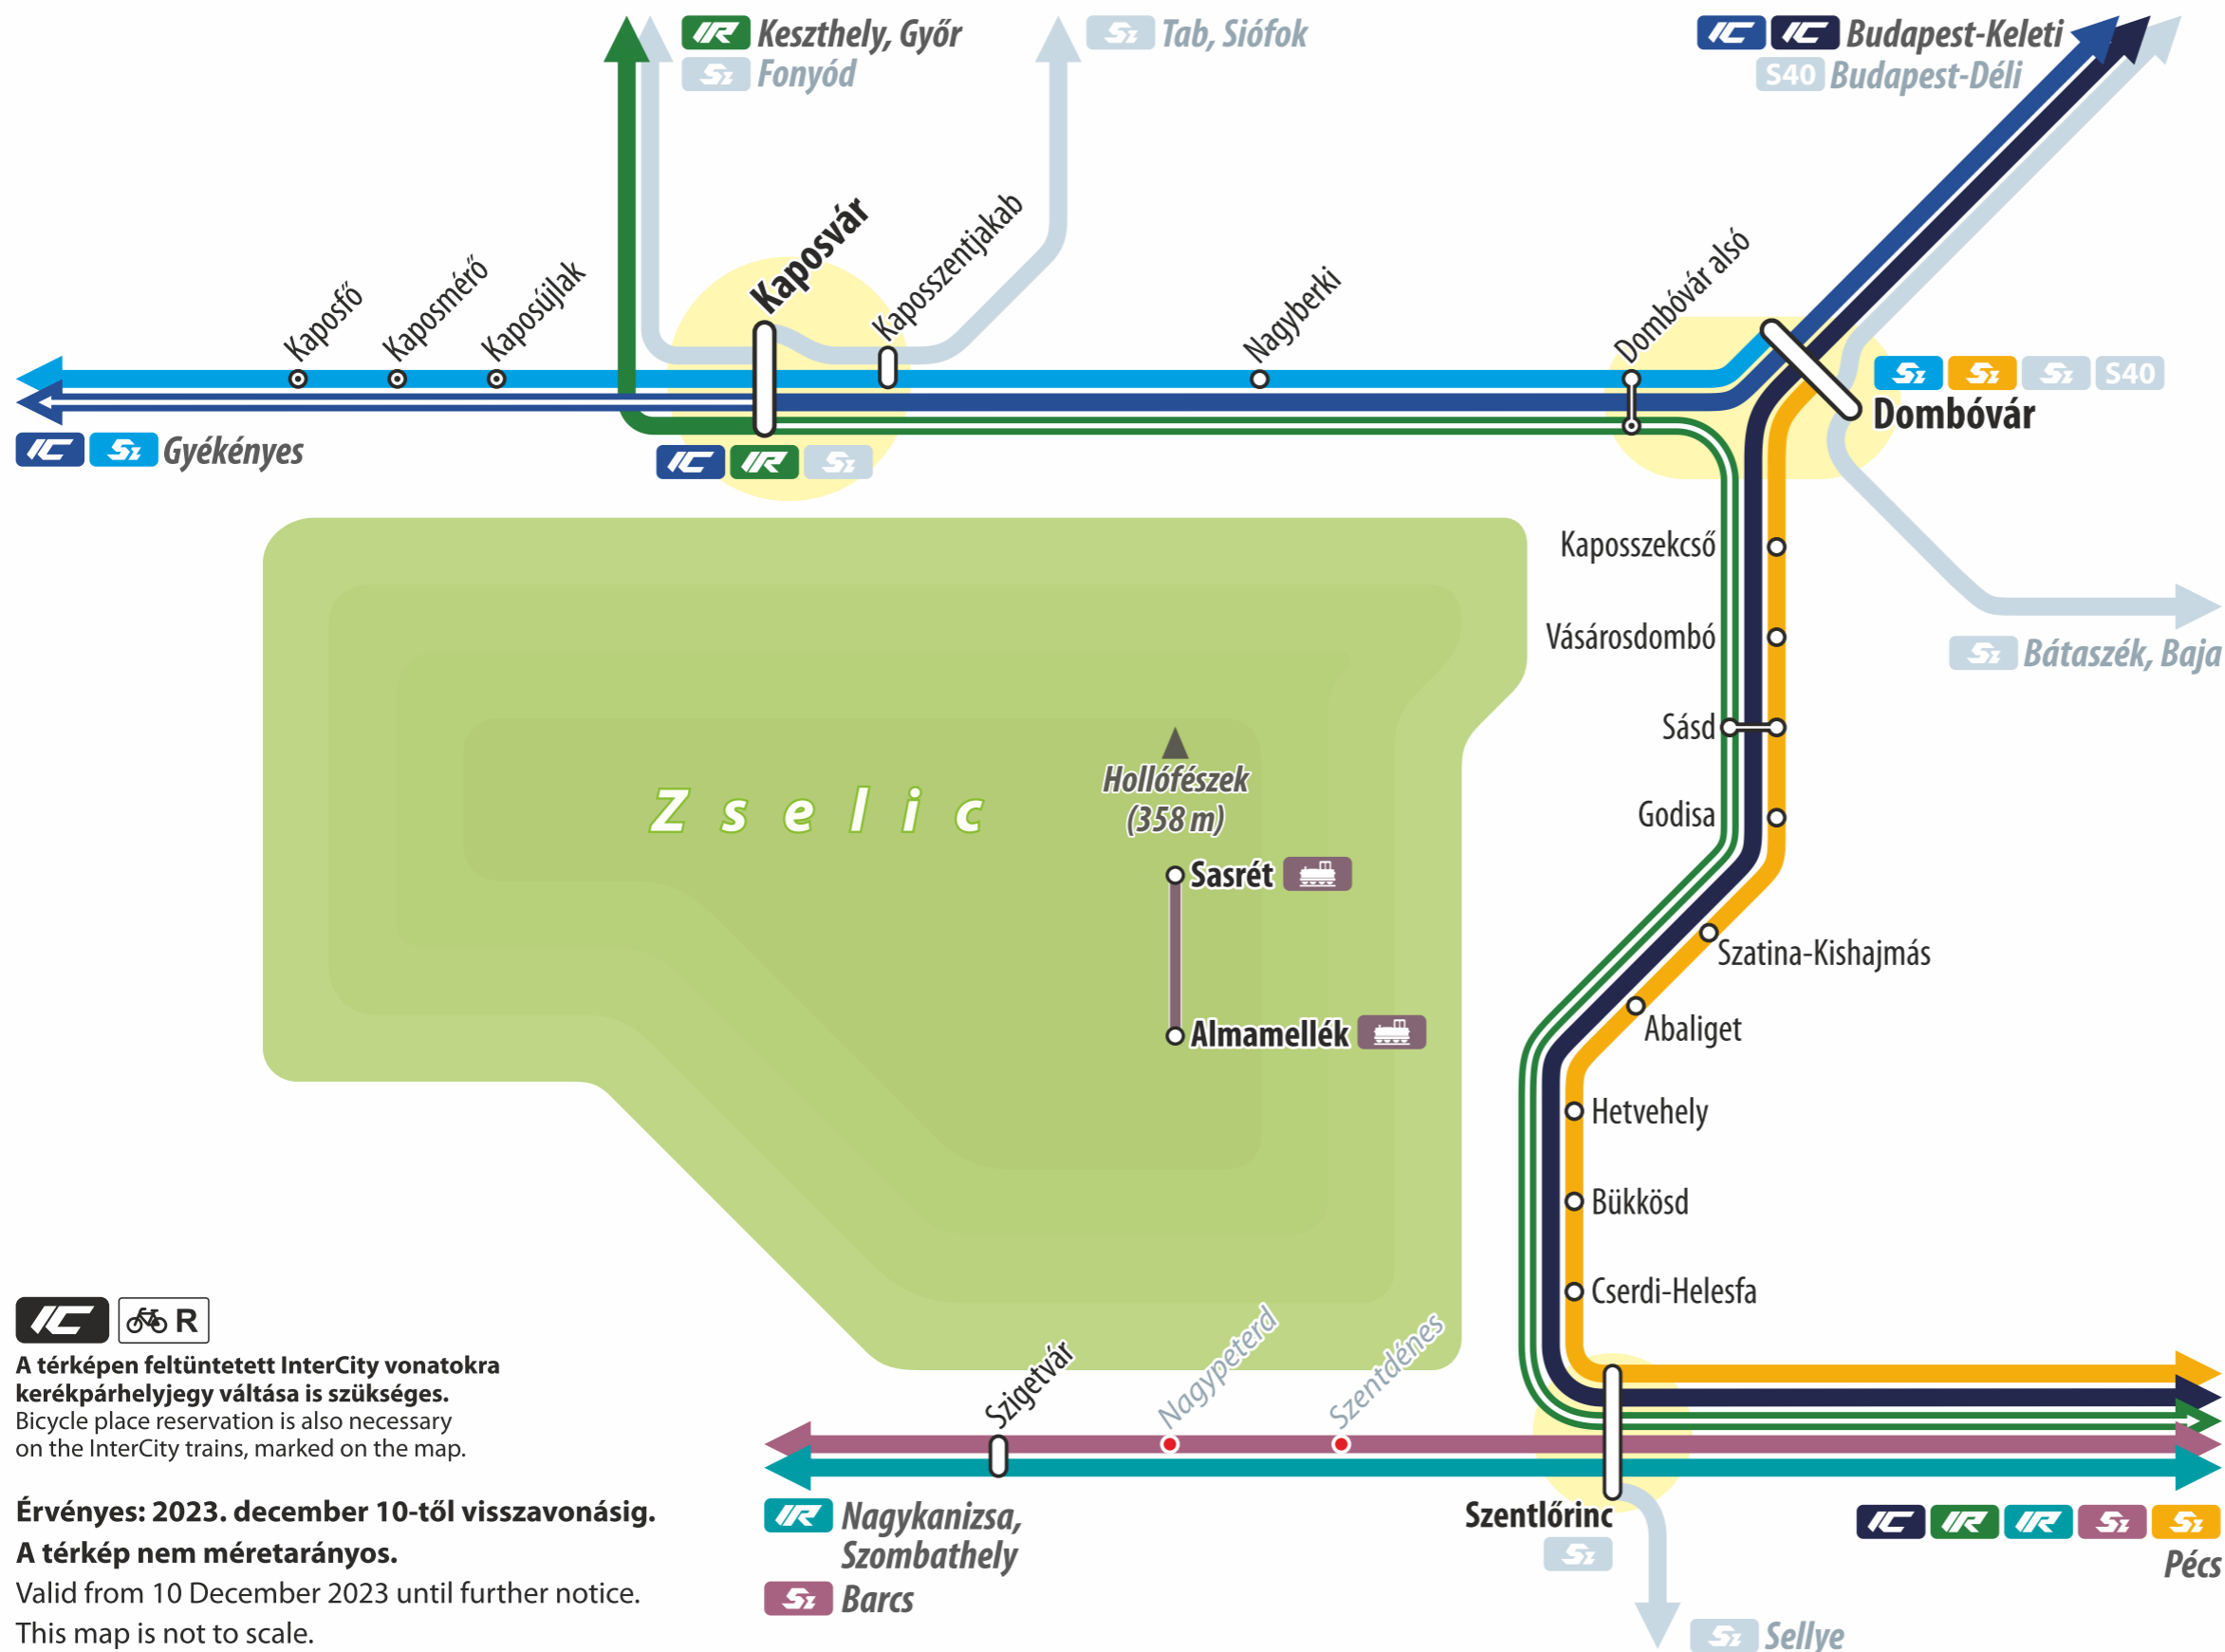 IR Keszthely, Győr
Sz Fonyód
Sz Tab, Siófok
IC IC Budapest-Keleti
S40 Budapest-Déli
Kaposfő
Kaposmérő
Kaposújlak
Kaposvár
Kaposszentjakab
Nagyberki
Dombóvár alsó
Sz Sz Sz S40
Dombóvár
IC Sz Gyékényes
IC IR Sz
Kaposszekcső
Vásárosdombó
Sz Bátaszék, Baja
Sásd
Hollófészek
(358 m)
Zselic
Godisa
Sasrét
Szatina-Kishajmás
Almamellék
Abaliget
Hetvehely
Bükkösd
Cserdi-Helesfa
IC R
A térképen feltüntetett InterCity vonatokra
kerékpárhelyjegy váltása is szükséges.
Bicycle place reservation is also necessary
on the InterCity trains, marked on the map.
Szigetvár
Nagypeterd
Szentdénes
Érvényes: 2023. december 10-től visszavonásig.
A térkép nem méretarányos.
Valid from 10 December 2023 until further notice.
This map is not to scale.
IR Nagykanizsa,
Szombathely
Sz Barcs
Szentlőrinc
Sz
IC IR IR Sz Sz
Pécs
Sz Sellye